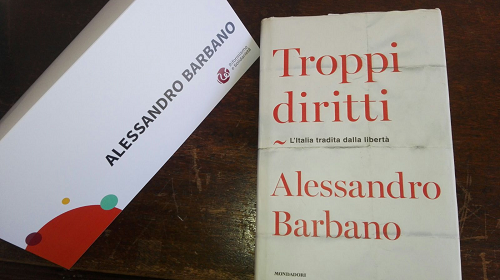 ALESSANDRO BARBANO
Troppi
diritti
~
L'Italia tradita dalla libertà
Alessandro
Barbano
MONDADORI